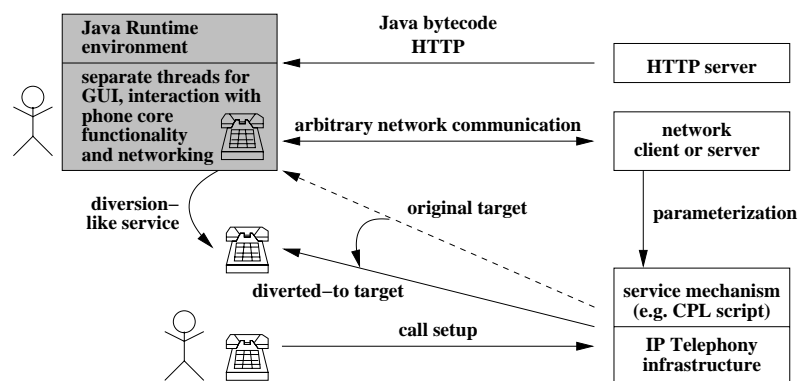 Java Runtime
environment
separate threads for
GUI, interaction with
phone core
functionality
and networking
Java bytecode
HTTP
HTTP server
arbitrary network communication
network
client or server
diversion–
like service
original target
parameterization
diverted–to target
service mechanism
(e.g. CPL script)
call setup
IP Telephony
infrastructure